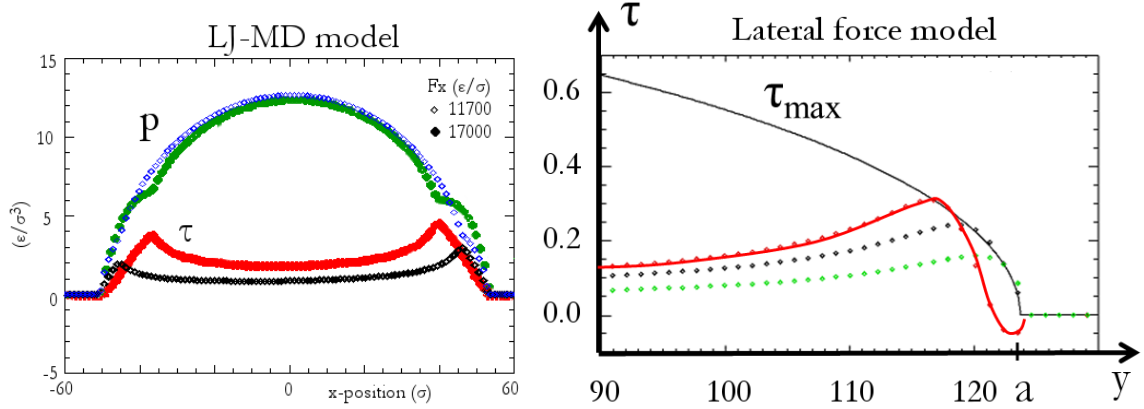 LJ-MD model
15
10
5
0
-5
(ε/σ³)
p
τ
Fx (ε/σ)
11700
17000
-60
0
60
x-position (σ)
τ
Lateral force model
0.6
0.4
0.2
0.0
τmax
90
100
110
120
a
y